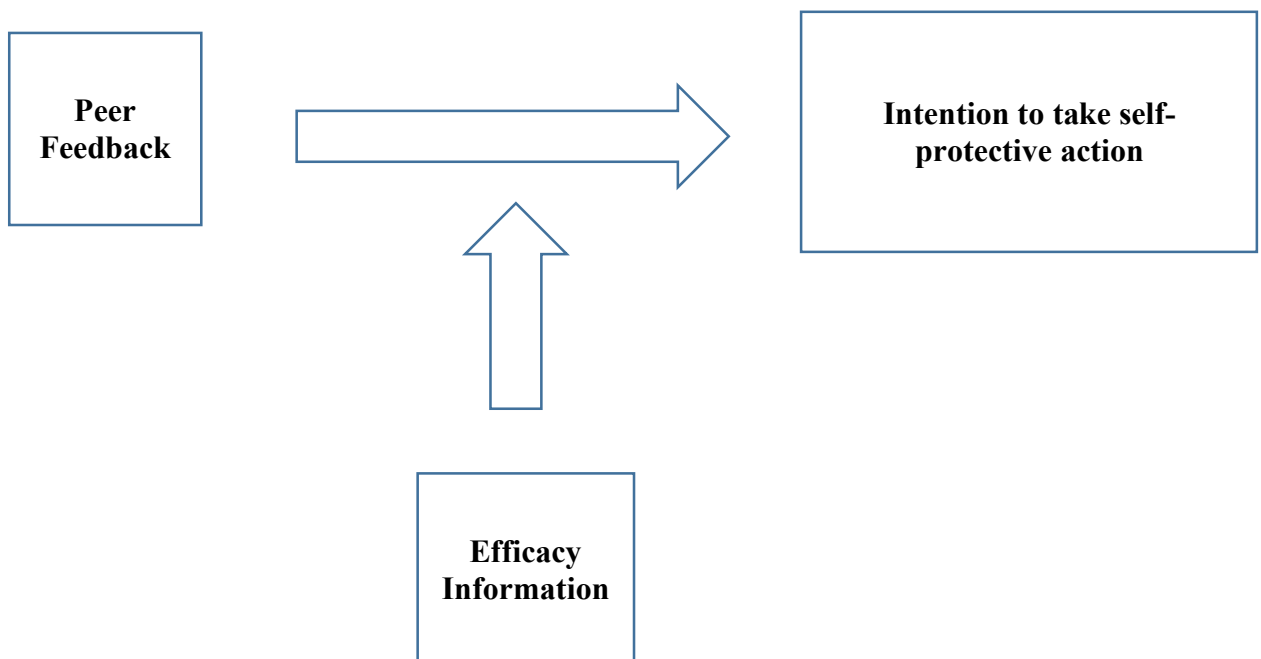 Peer
Feedback
Intention to take self-
protective action
Efficacy
Information